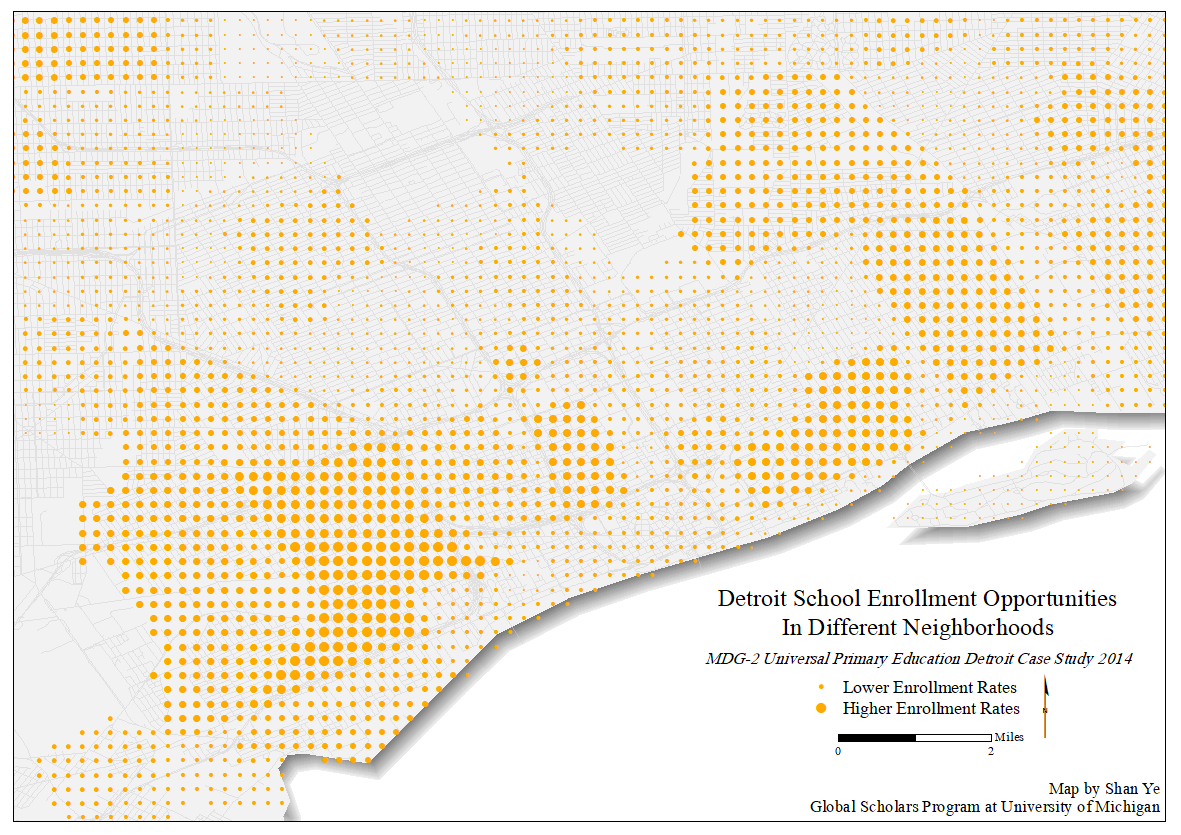 Detroit School Enrollment Opportunities
In Different Neighborhoods
MDG-2 Universal Primary Education Detroit Case Study 2014
Lower Enrollment Rates
Higher Enrollment Rates
N
Miles
0 2
Map by Shan Ye
Global Scholars Program at University of Michigan